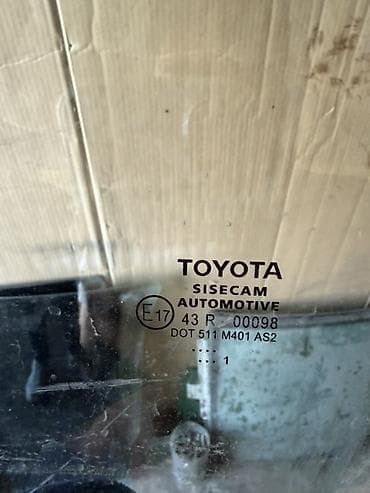 TOYOTA
SISECAM
AUTOMOTIVE
E17 43 R 00098
DOT 511 M401 AS2
....
... 1